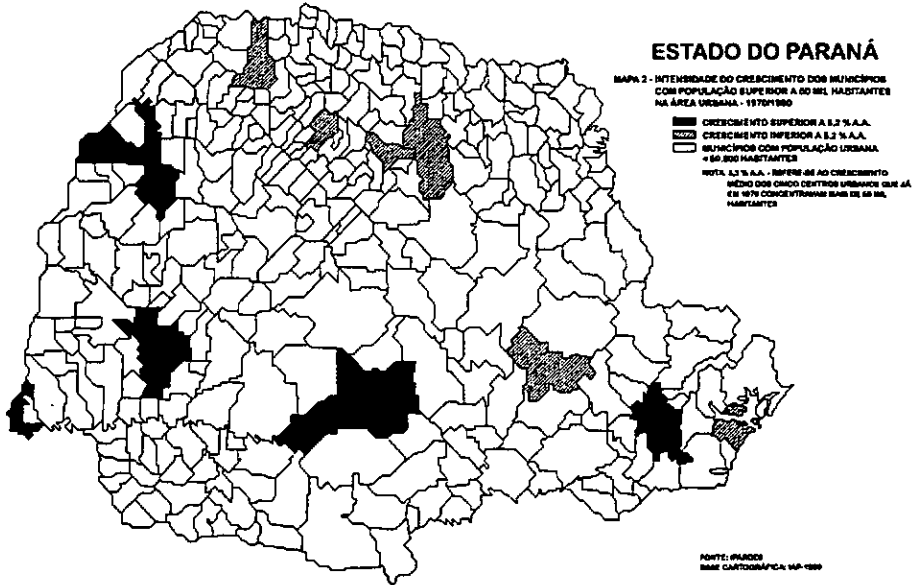 ESTADO DO PARANÁ
MAPA 2 - INTENSIDADE DO CRESCIMENTO DOS MUNICÍPIOS
COM POPULAÇÃO SUPERIOR A 50 MIL HABITANTES
NA ÁREA URBANA - 1970/1980
CRESCIMENTO SUPERIOR A 5,2 % A.A.
CRESCIMENTO INFERIOR A 5,2 % A.A.
MUNICÍPIOS COM POPULAÇÃO URBANA
< 50.000 HABITANTES
NOTA: % A.A. - REFERE-SE AO CRESCIMENTO
MÉDIO DOS CINCO CENTROS URBANOS QUE JÁ
EM 1970 CONCENTRAVAM MAIS DE 50 MIL
HABITANTES
FONTE: IPARDES
BASE CARTOGRÁFICA: